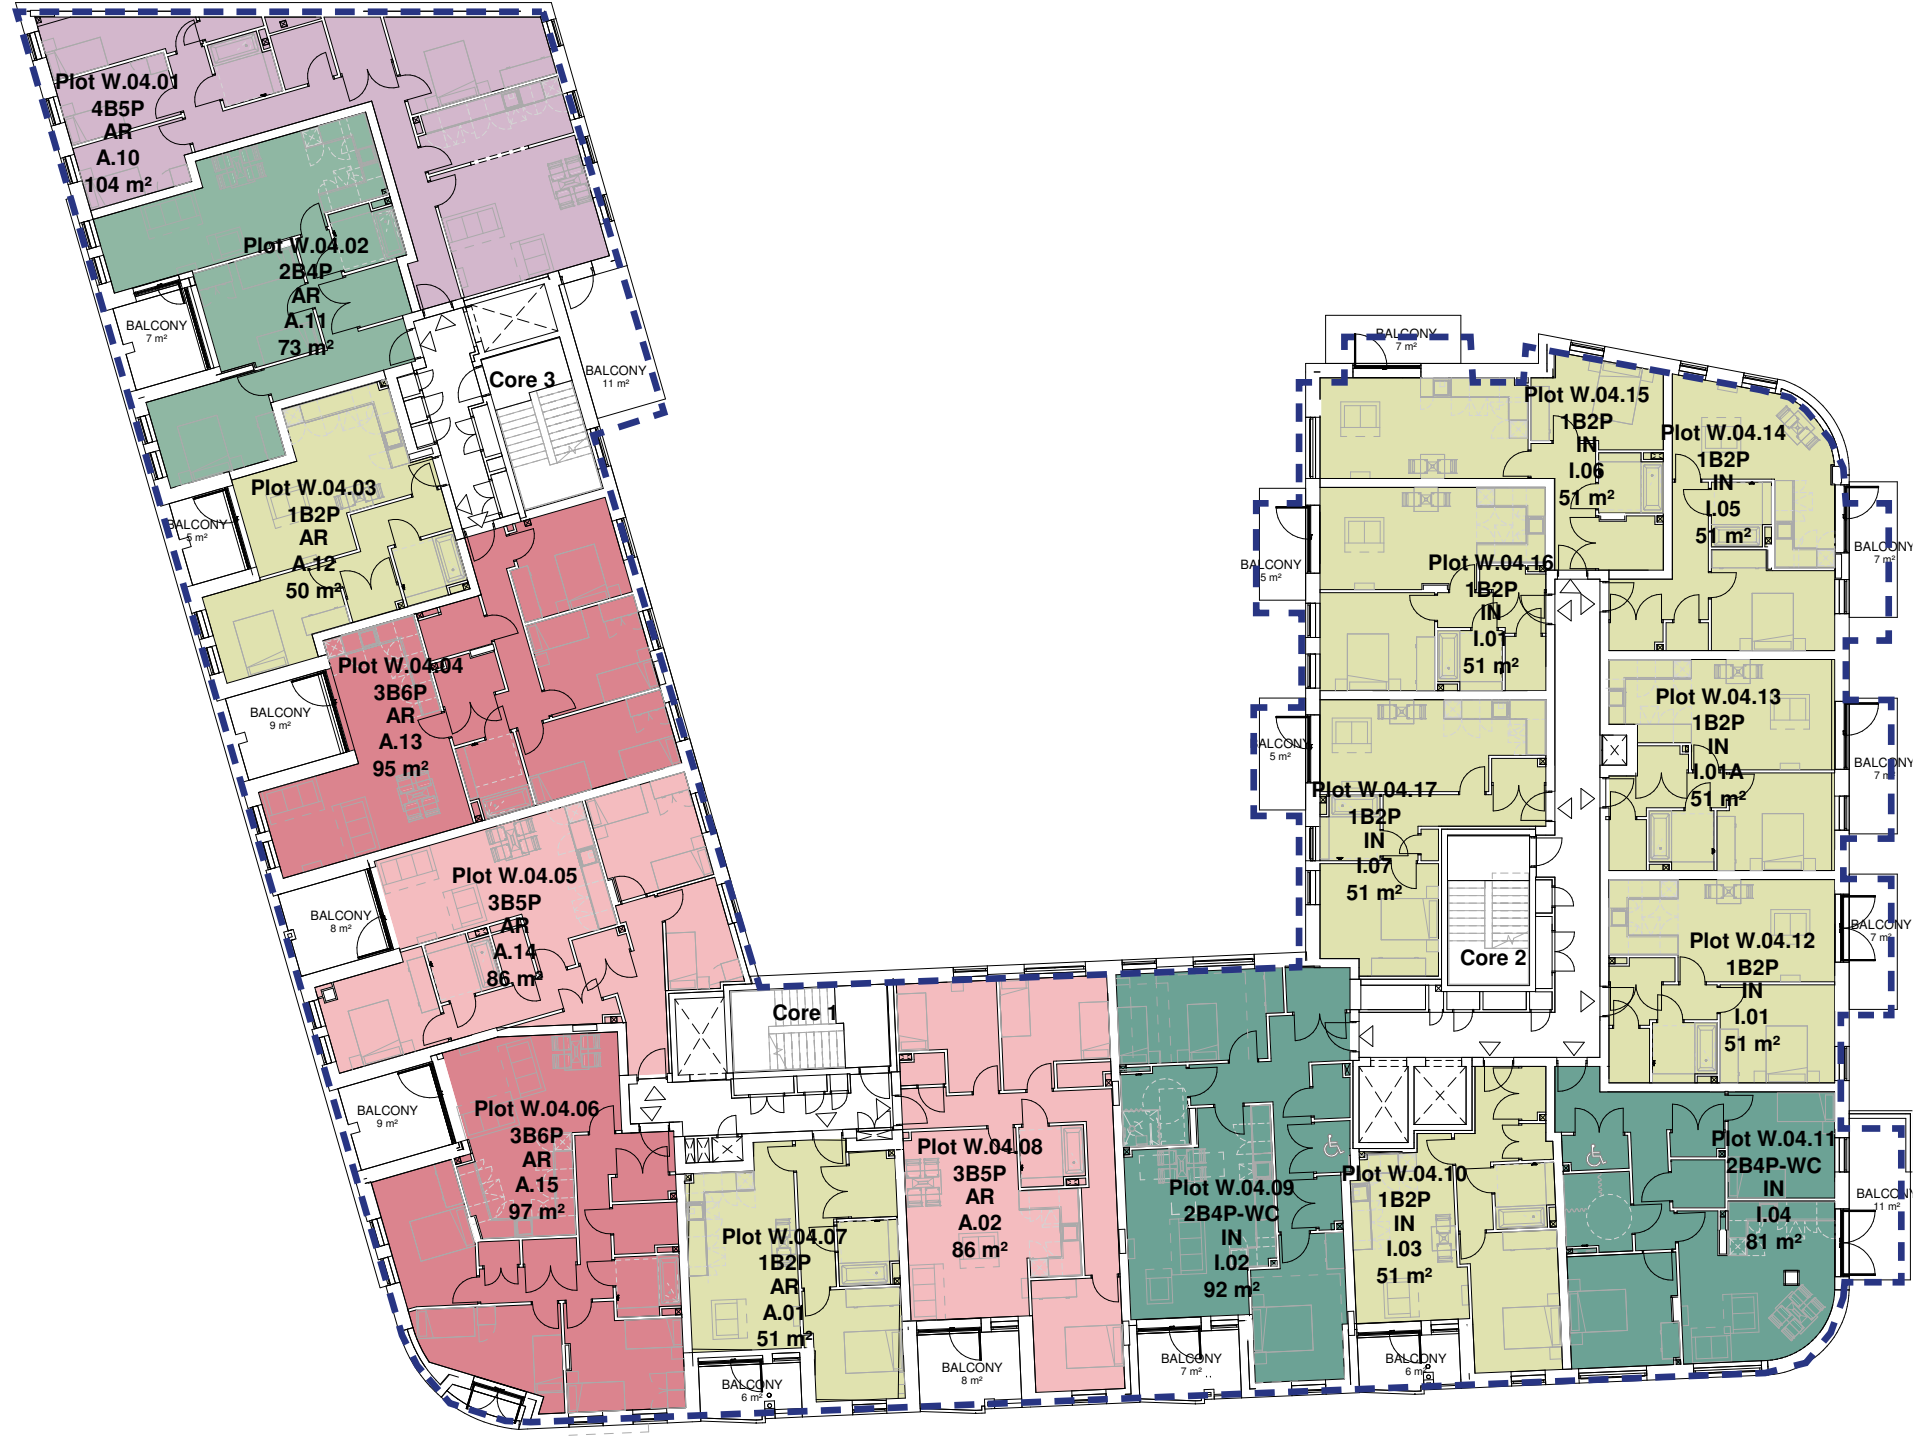 Plot W.04.01
4B5P
AR
A.10
104 m²
Plot W.04.02
2B4P
AR
A.11
73 m²
BALCONY
7 m²
Core 3
BALCONY
11 m²
Plot W.04.03
1B2P
AR
A.12
50 m²
BALCONY
5 m²
Plot W.04.04
3B6P
AR
A.13
95 m²
BALCONY
9 m²
Plot W.04.05
3B5P
AR
A.14
86 m²
BALCONY
8 m²
Core 1
Plot W.04.06
3B6P
AR
A.15
97 m²
BALCONY
9 m²
Plot W.04.07
1B2P
AR
A.01
51 m²
BALCONY
6 m²
Plot W.04.08
3B5P
AR
A.02
86 m²
BALCONY
8 m²
Plot W.04.09
2B4P-WC
IN
I.02
92 m²
BALCONY
7 m²
Plot W.04.10
1B2P
IN
I.03
51 m²
BALCONY
6 m²
Plot W.04.11
2B4P-WC
IN
I.04
81 m²
BALCONY
11 m²
Plot W.04.12
1B2P
IN
I.01
51 m²
BALCONY
7 m²
Core 2
Plot W.04.13
1B2P
IN
I.01A
51 m²
BALCONY
7 m²
Plot W.04.14
1B2P
IN
I.05
51 m²
BALCONY
7 m²
Plot W.04.15
1B2P
IN
I.06
51 m²
BALCONY
7 m²
Plot W.04.16
1B2P
IN
I.01
51 m²
BALCONY
5 m²
Plot W.04.17
1B2P
IN
I.07
51 m²
BALCONY
5 m²